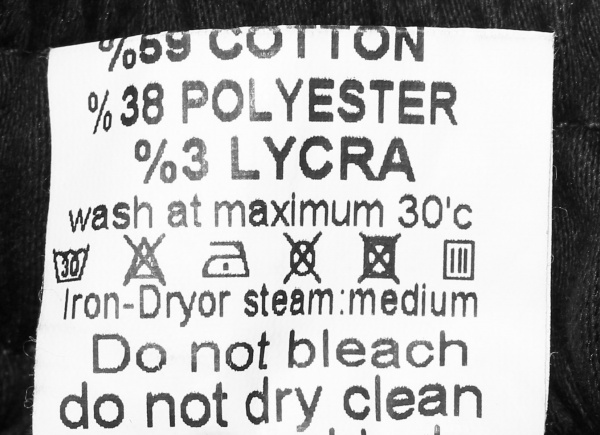 %59 COTTON
%38 POLYESTER
%3 LYCRA
wash at maximum 30'c
30
Iron-Dryor steam:medium
Do not bleach
do not dry clean